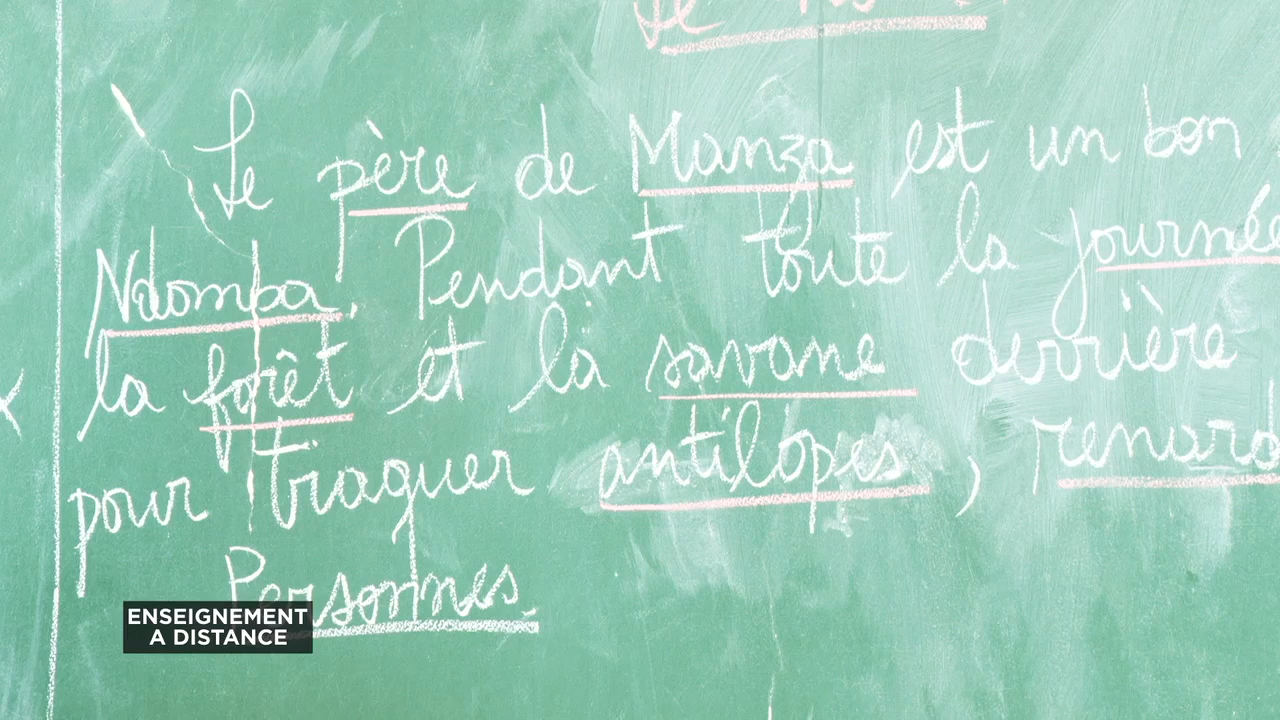 Le
Le père de Manza est un bon
Ndomba. Pendant toute la journée
la forêt et la savane derrière
pour traquer antilopes, renard
Personnes.
ENSEIGNEMENT
A DISTANCE